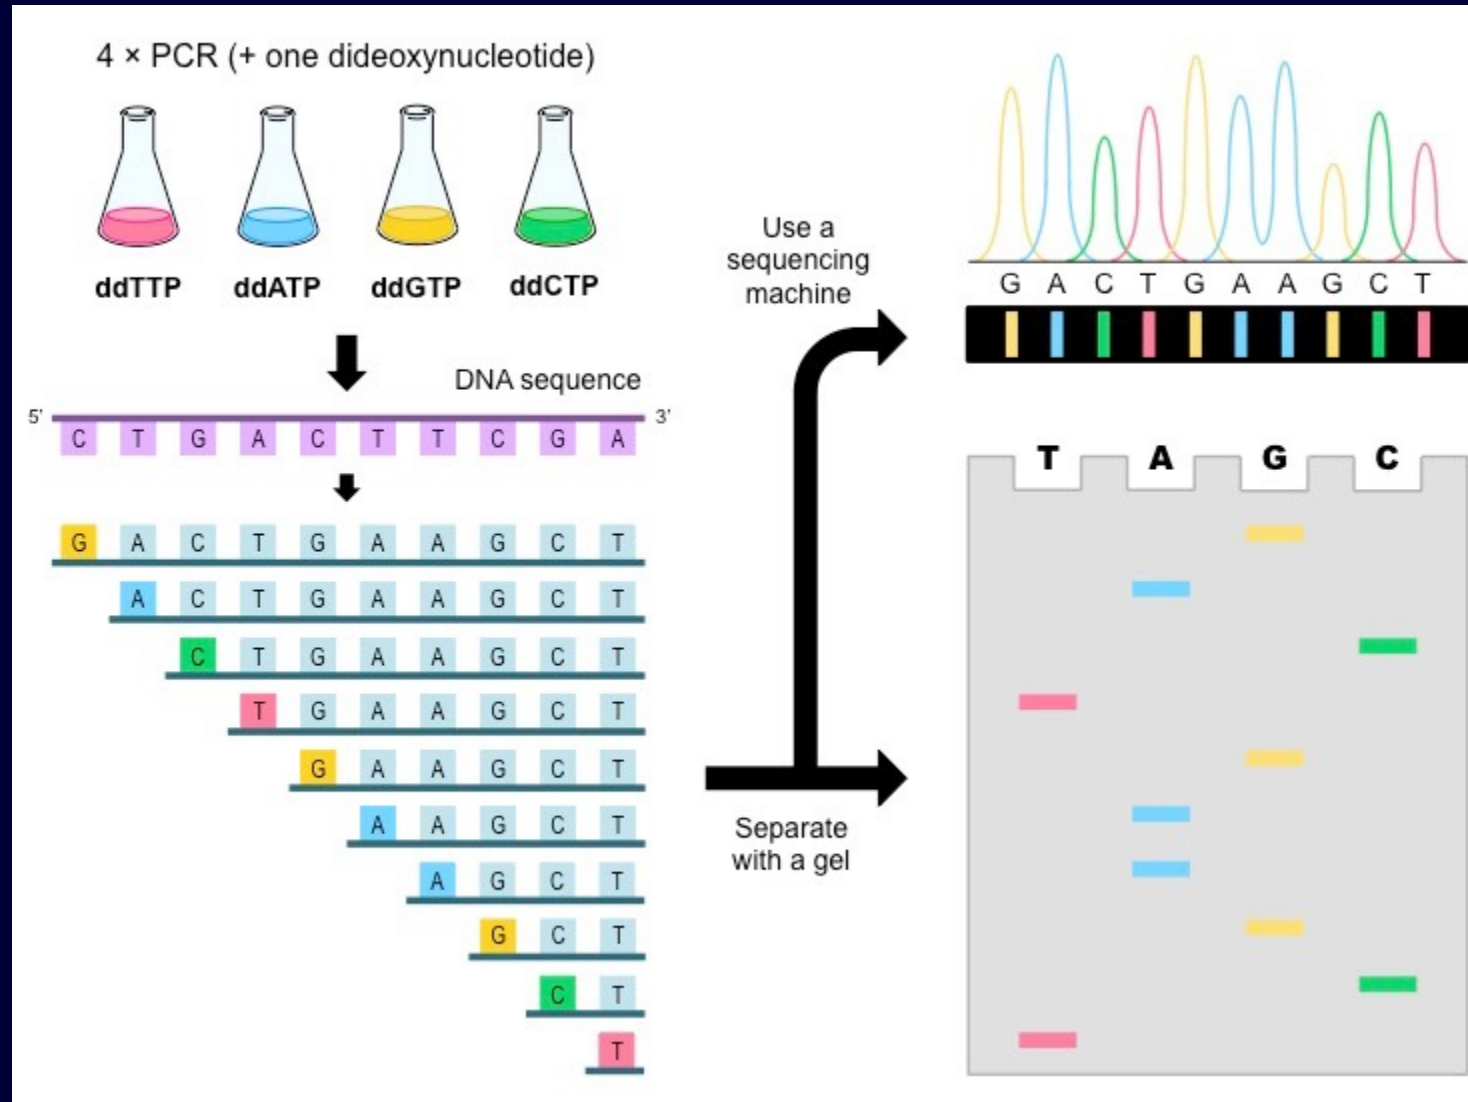 4 × PCR (+ one dideoxynucleotide)
ddTTP ddATP ddGTP ddCTP
DNA sequence
5' 3'
C T G A C T T C G A
G A C T G A A G C T
A C T G A A G C T
C T G A A G C T
T G A A G C T
G A A G C T
A A G C T
A G C T
G C T
C T
T
Use a
sequencing
machine
Separate
with a gel
G A C T G A A G C T
T A G C